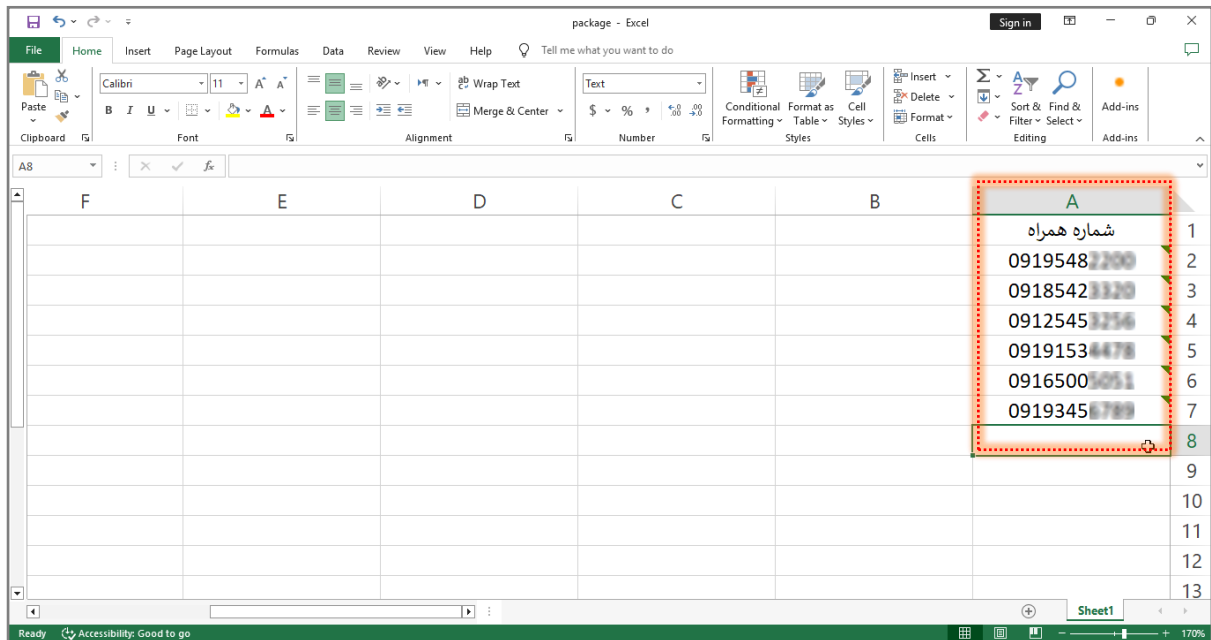 package - Excel
Sign in
File Home Insert Page Layout Formulas Data Review View Help Tell me what you want to do
Paste
Clipboard
Calibri 11
B I U
Font
Wrap Text
Merge & Center
Alignment
Text
$ % ,
Number
Conditional Formatting
Format as Table
Cell Styles
Styles
Insert
Delete
Format
Cells
Sort & Filter
Find & Select
Editing
Add-ins
Add-ins
A8 fx
F E D C B A
شماره همراه 1
0919548 2
0918542 3
0912545 4
0919153 5
0916500 6
0919345 7
8
9
10
11
12
13
Sheet1
Ready Accessibility: Good to go 170%